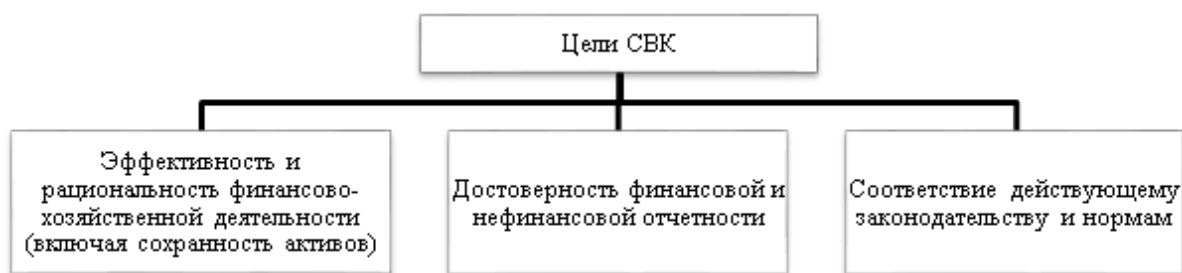 Цели СВК
Эффективность и
рациональность финансово-
хозяйственной деятельности
(включая сохранность активов)
Достоверность финансовой и
нефинансовой отчетности
Соответствие действующему
законодательству и нормам